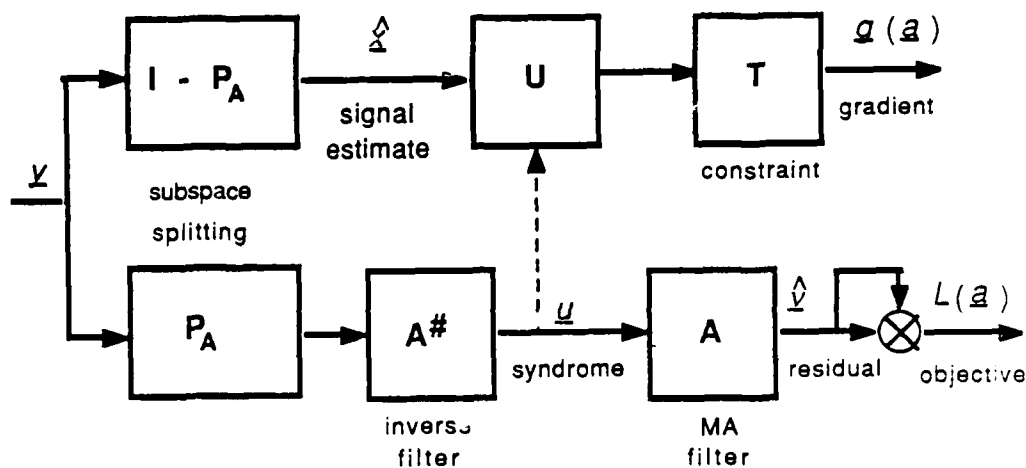 I - P_A
x̂
signal
estimate
U
T
constraint
g (a)
gradient
y
subspace
splitting
P_A
A#
inverse
filter
u
syndrome
A
MA
filter
v̂
residual
L(a)
objective